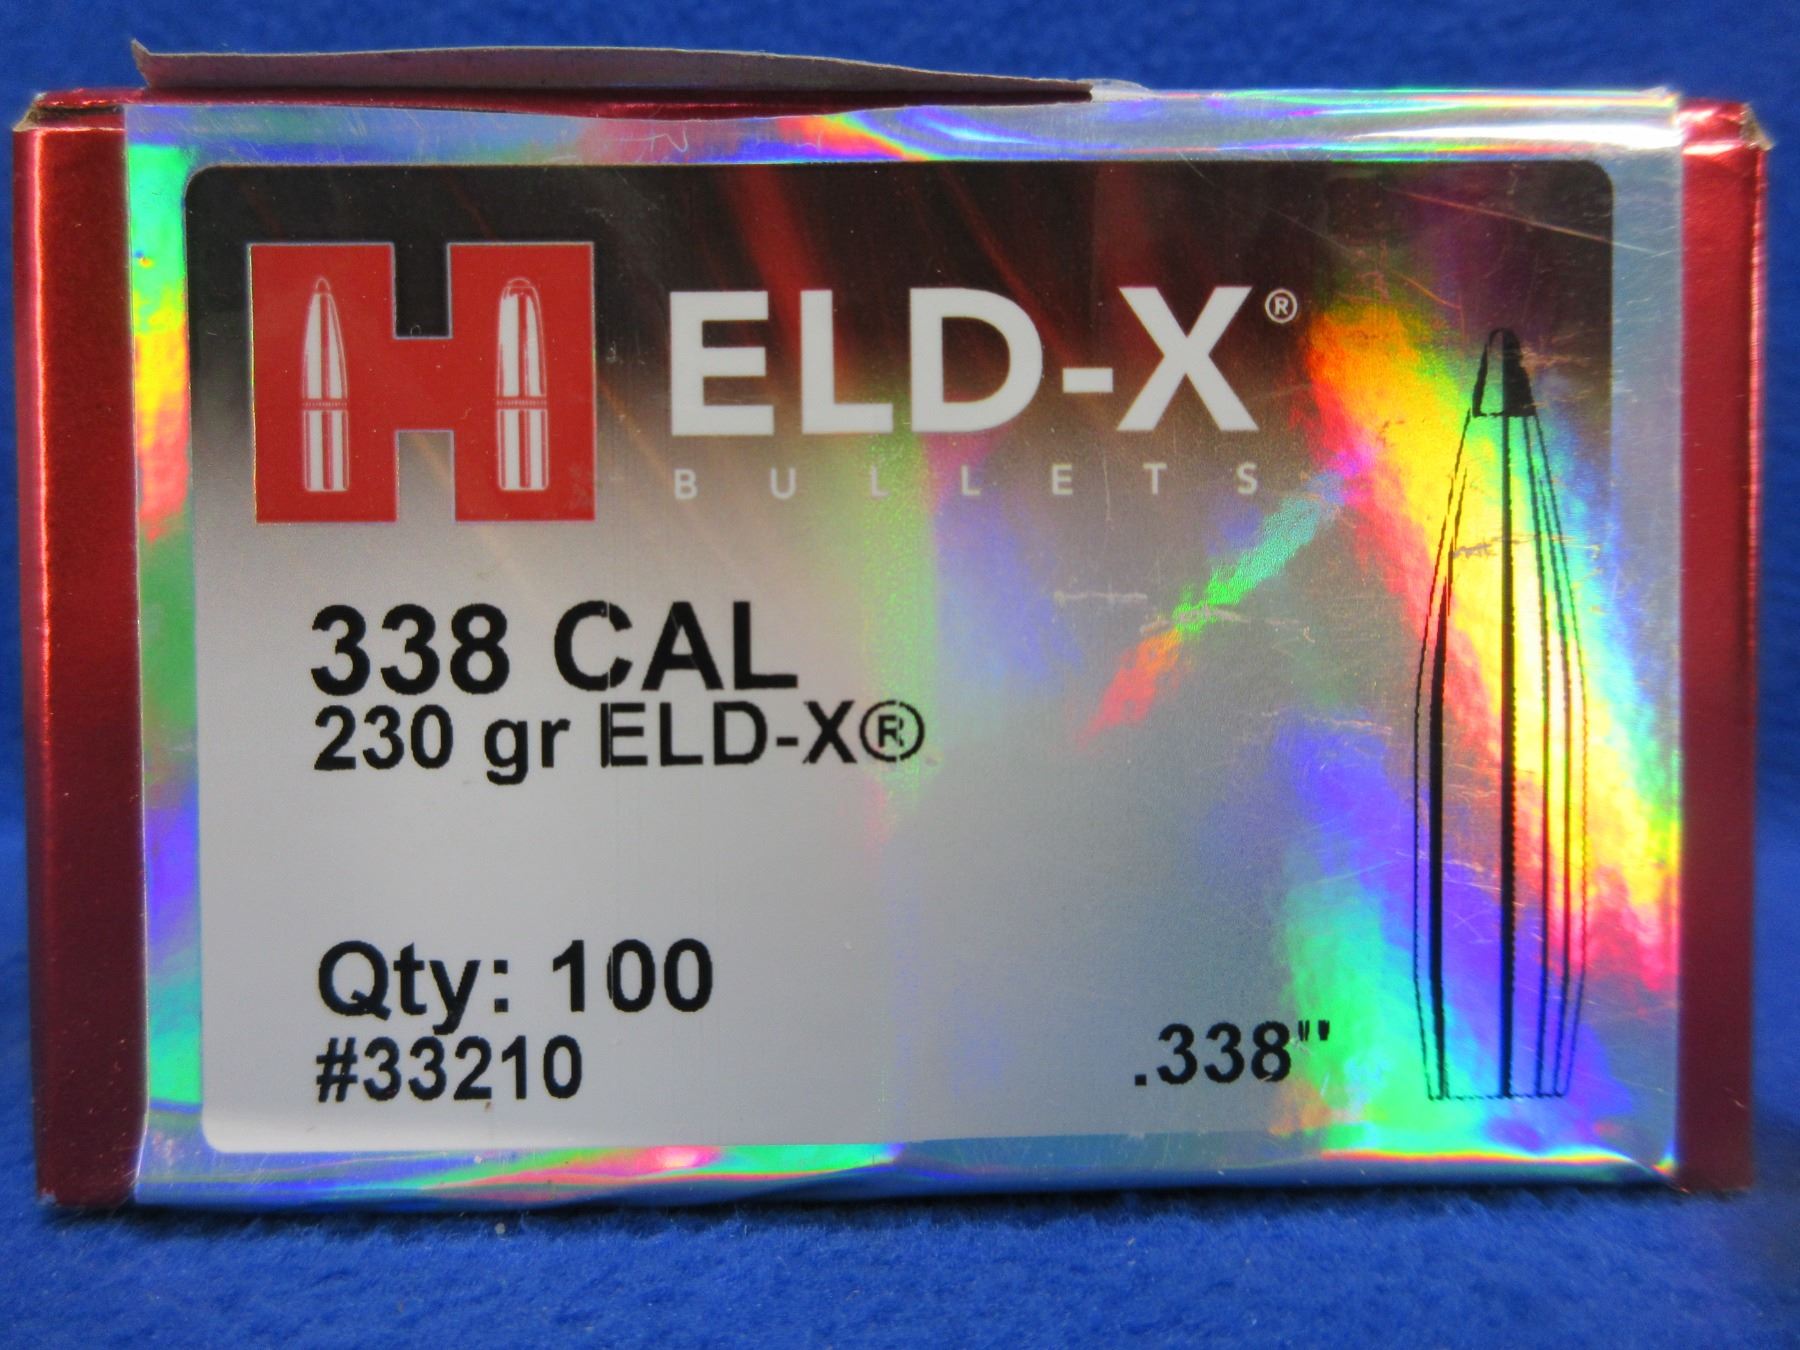 ELD-X®
BULLETS
338 CAL
230 gr ELD-X®
Qty: 100
#33210
.338"